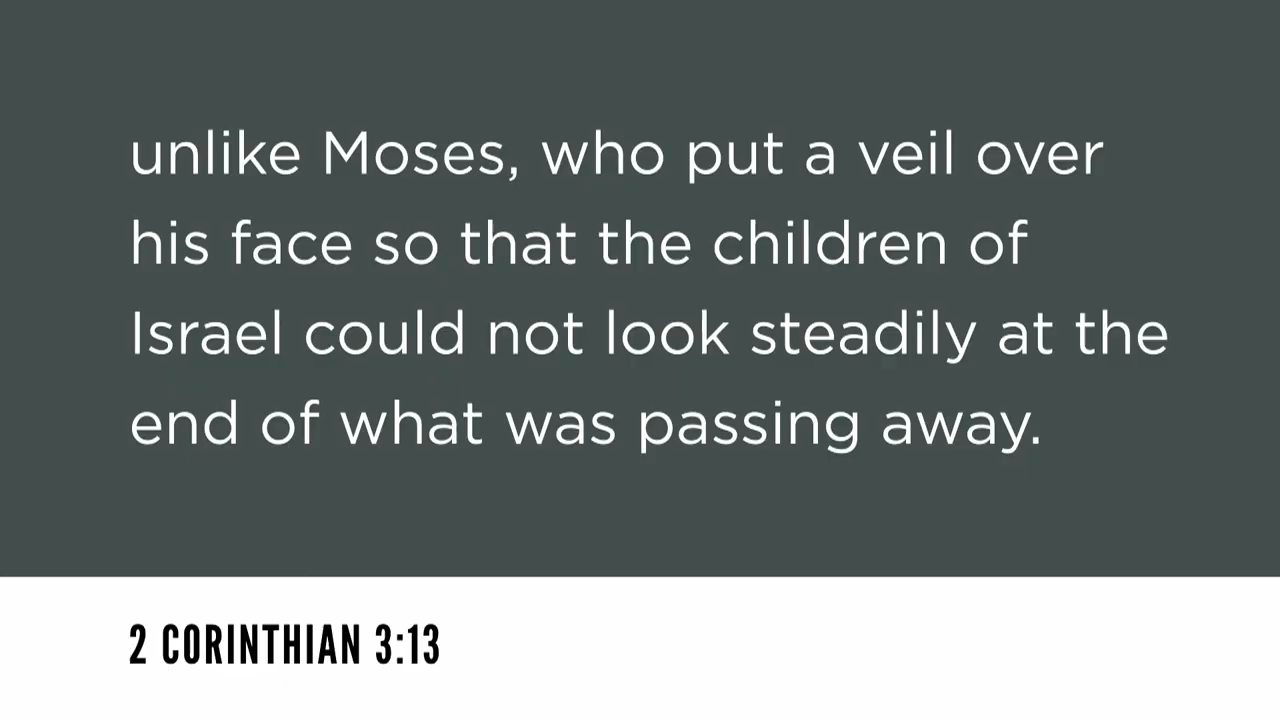 unlike Moses, who put a veil over
his face so that the children of
Israel could not look steadily at the
end of what was passing away.
2 CORINTHIAN 3:13